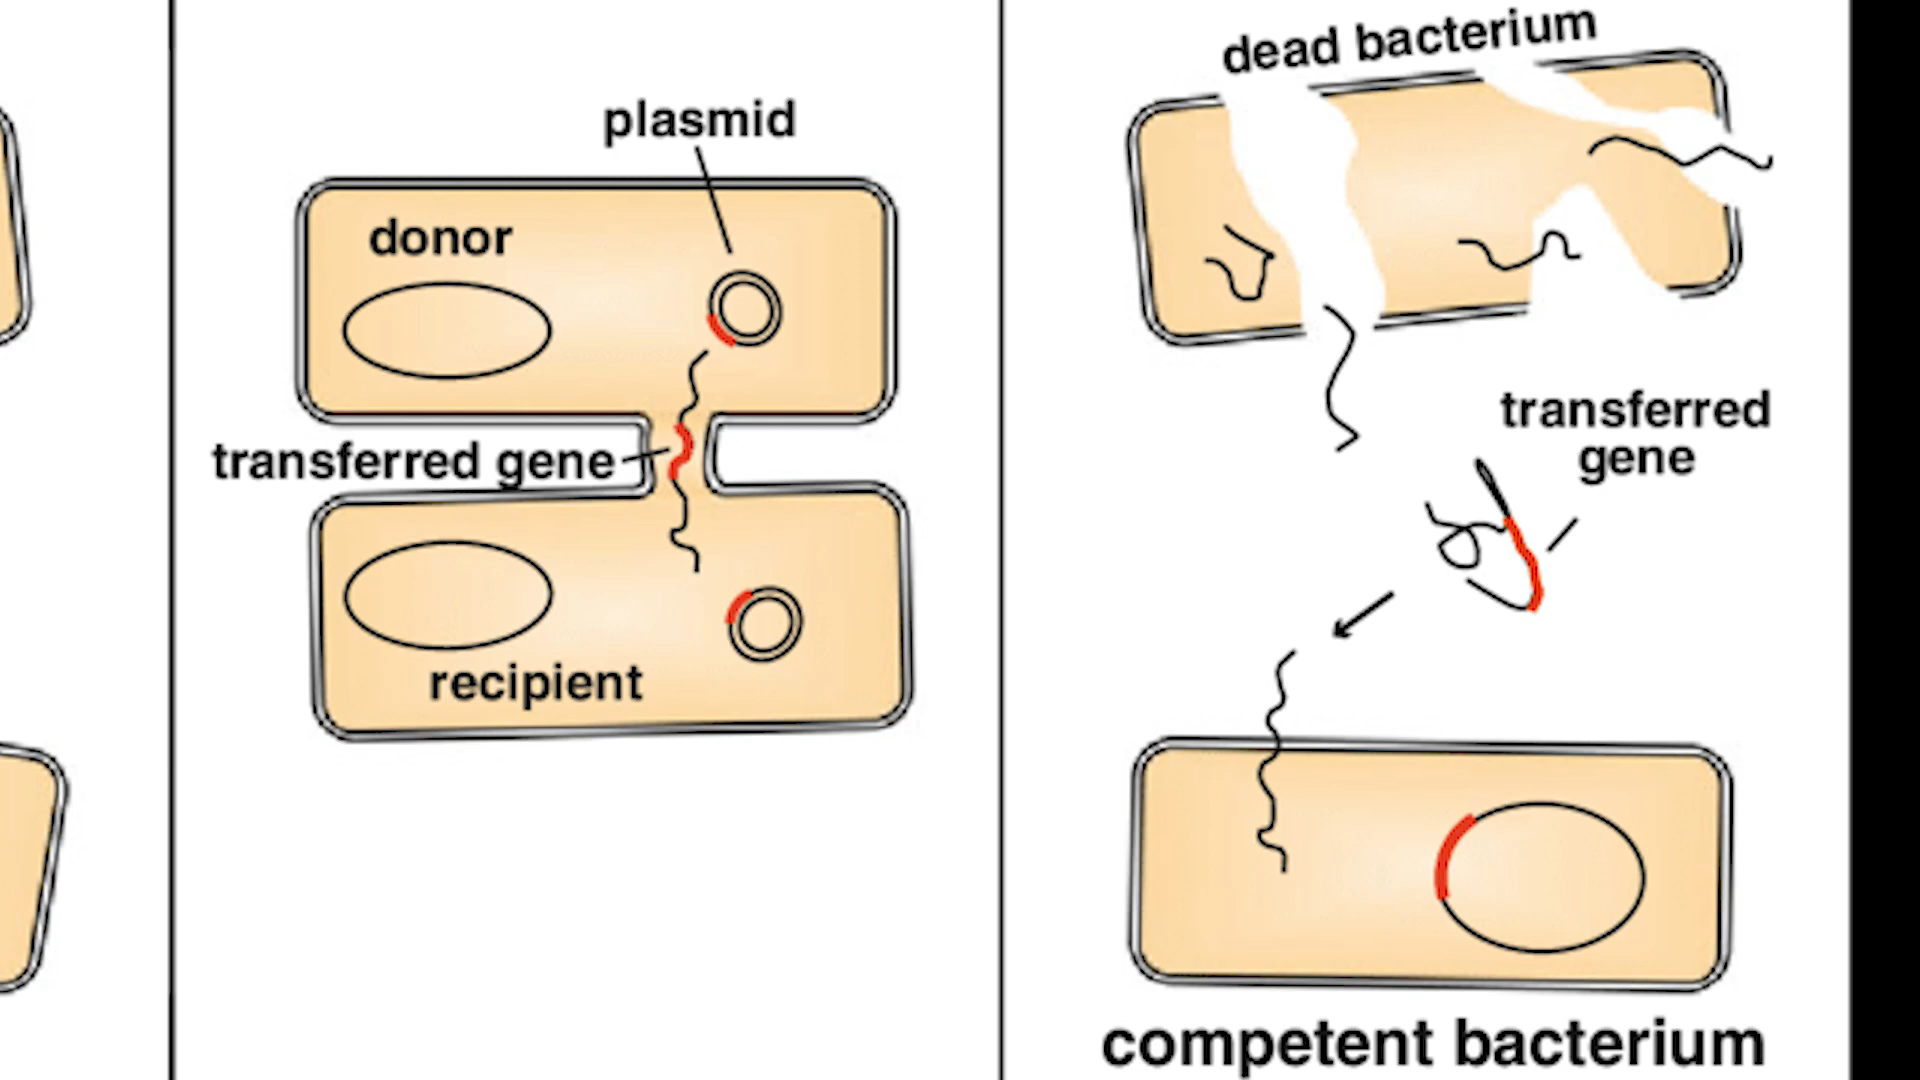 plasmid
donor
transferred gene
recipient
dead bacterium
transferred
gene
competent bacterium